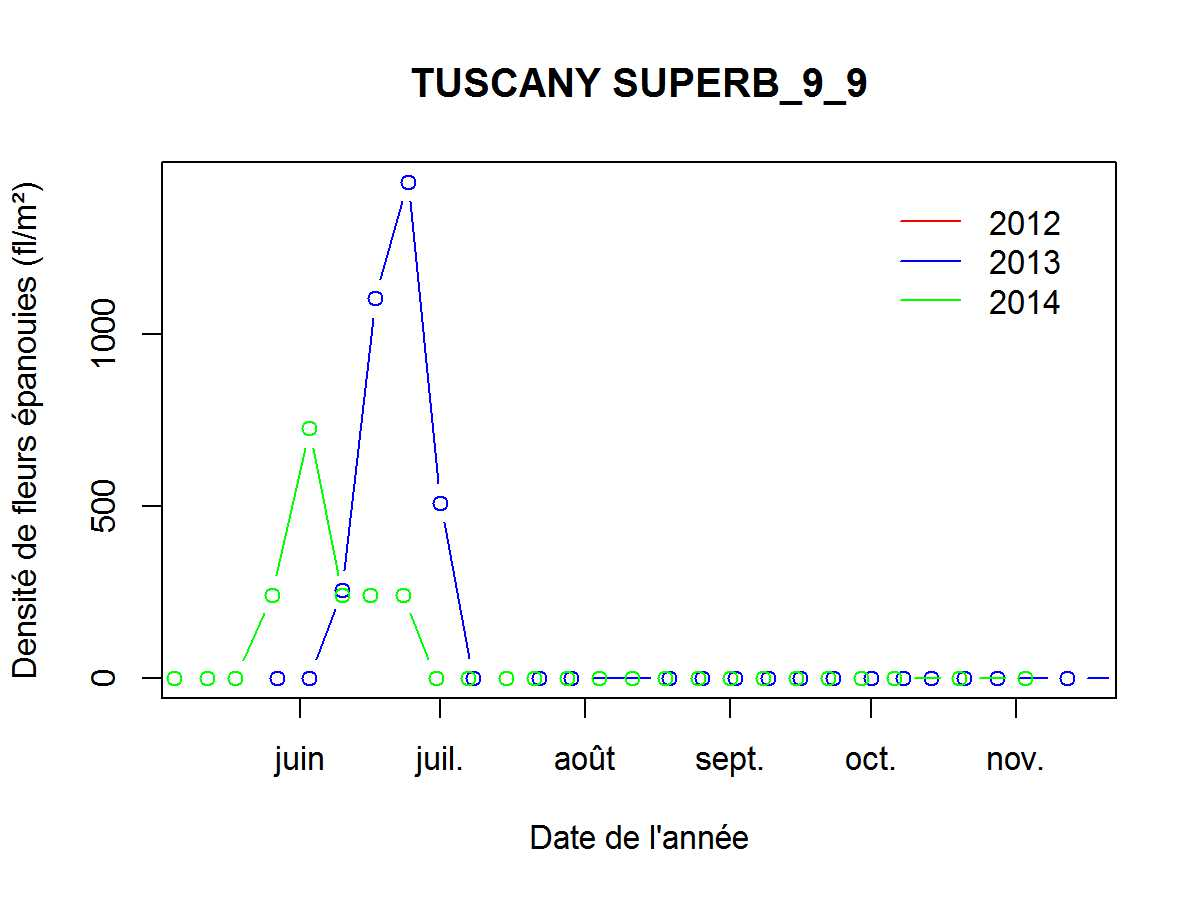 TUSCANY SUPERB_9_9
Densité de fleurs épanouies (fl/m²)
1000
500
0
2012
2013
2014
juin juil. août sept. oct. nov.
Date de l'année